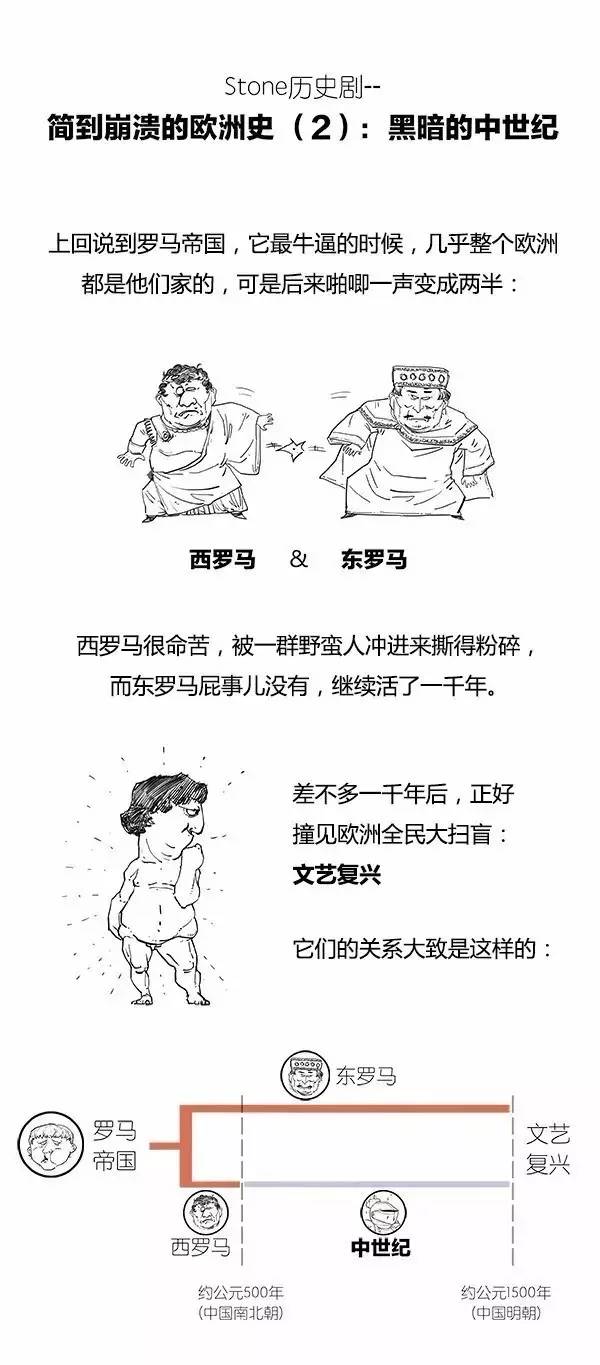 Stone历史剧--
简到崩溃的欧洲史（2）：黑暗的中世纪
上回说到罗马帝国，它最牛逼的时候，几乎整个欧洲
都是他们家的，可是后来啪唧一声变成两半：
西罗马 & 东罗马
西罗马很命苦，被一群野蛮人冲进来撕得粉碎，
而东罗马屁事儿没有，继续活了一千年。
差不多一千年后，正好
撞见欧洲全民大扫盲：
文艺复兴
它们的关系大致是这样的：
东罗马
罗马
帝国
文艺
复兴
西罗马
中世纪
约公元500年
(中国南北朝)
约公元1500年
(中国明朝)